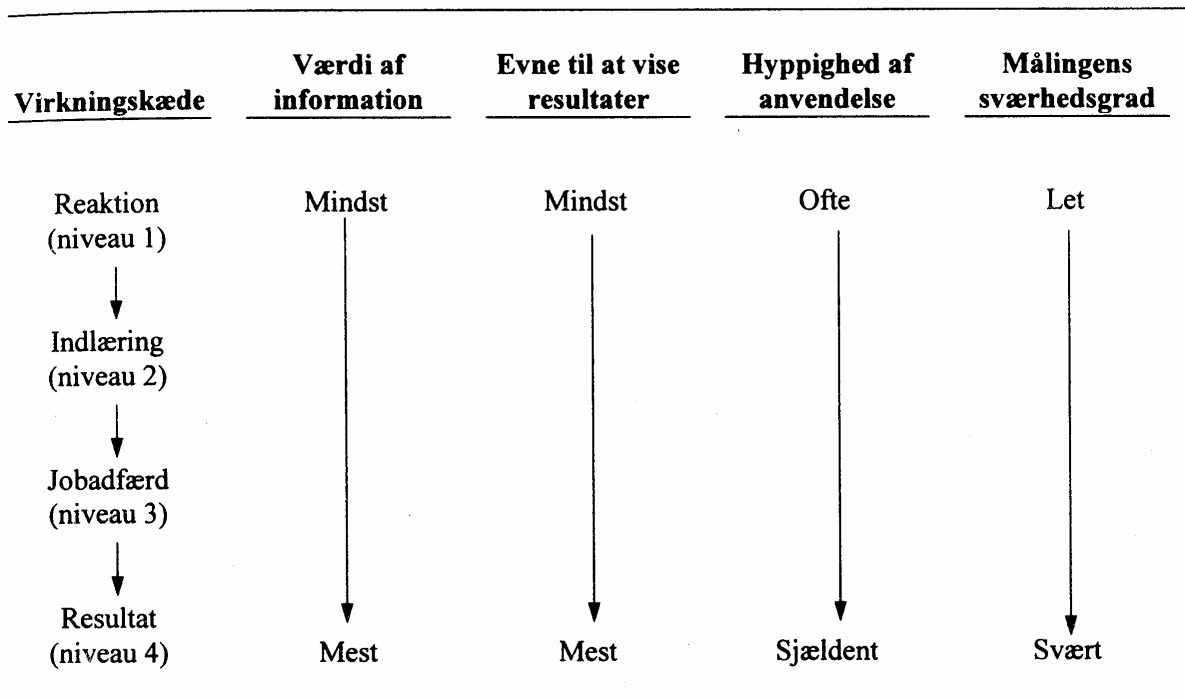 Virkningskæde
Værdi af
information
Evne til at vise
resultater
Hyppighed af
anvendelse
Målingens
sværhedsgrad
Reaktion
(niveau 1)
Mindst
Mindst
Ofte
Let
Indlæring
(niveau 2)
Jobadfærd
(niveau 3)
Resultat
(niveau 4)
Mest
Mest
Sjældent
Svært